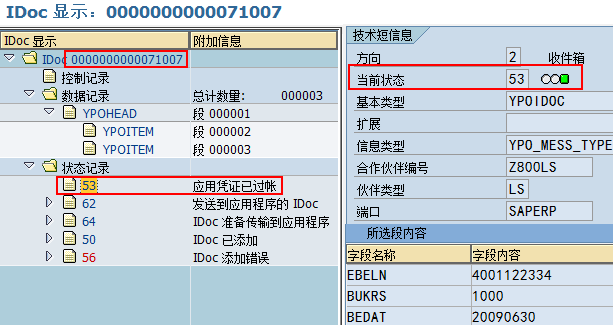 IDoc 显示：0000000000071007
IDoc 显示 附加信息
IDoc 0000000000071007
控制记录
数据记录 总计数量: 000003
YPOHEAD 段 000001
YPOITEM 段 000002
YPOITEM 段 000003
状态记录
53 应用凭证已过帐
62 发送到应用程序的 IDoc
64 IDoc 准备传输到应用程序
50 IDoc 已添加
56 IDoc 添加错误
技术短信息
方向 2 收件箱
当前状态 53
基本类型 YPOIDOC
扩展
信息类型 YPO_MESS_TYPE
合作伙伴编号 Z800LS
伙伴类型 LS
端口 SAPERP
所选段内容
字段名称 字段内容
EBELN 4001122334
BUKRS 1000
BEDAT 20090630